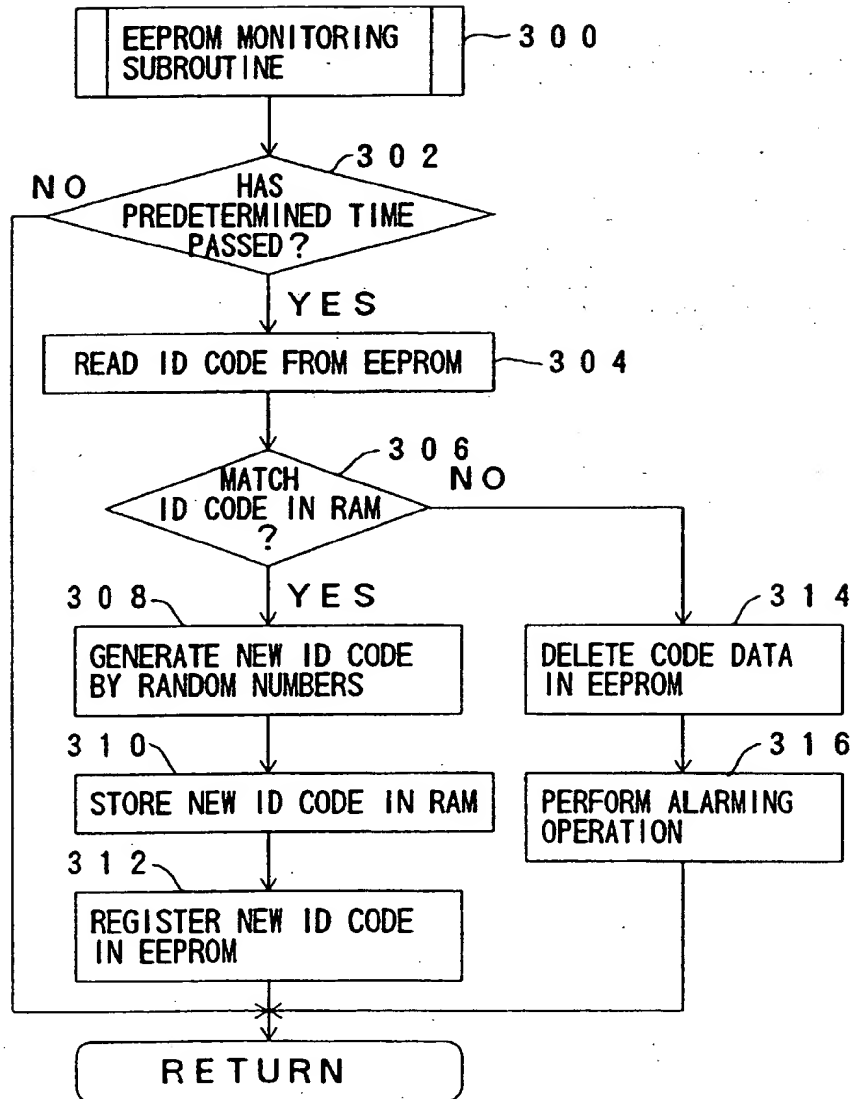 EEPROM MONITORING
SUBROUTINE
300
302
NO
HAS
PREDETERMINED TIME
PASSED?
YES
READ ID CODE FROM EEPROM
304
306
MATCH
ID CODE IN RAM
?
NO
YES
308
GENERATE NEW ID CODE
BY RANDOM NUMBERS
314
DELETE CODE DATA
IN EEPROM
310
STORE NEW ID CODE IN RAM
316
PERFORM ALARMING
OPERATION
312
REGISTER NEW ID CODE
IN EEPROM
RETURN